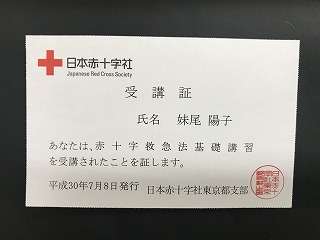 日本赤十字社
Japanese Red Cross Society
受講証
氏名 妹尾 陽子
あなたは、赤十字救急法基礎講習
を受講されたことを証します。
平成30年7月8日発行 日本赤十字社東京都支部